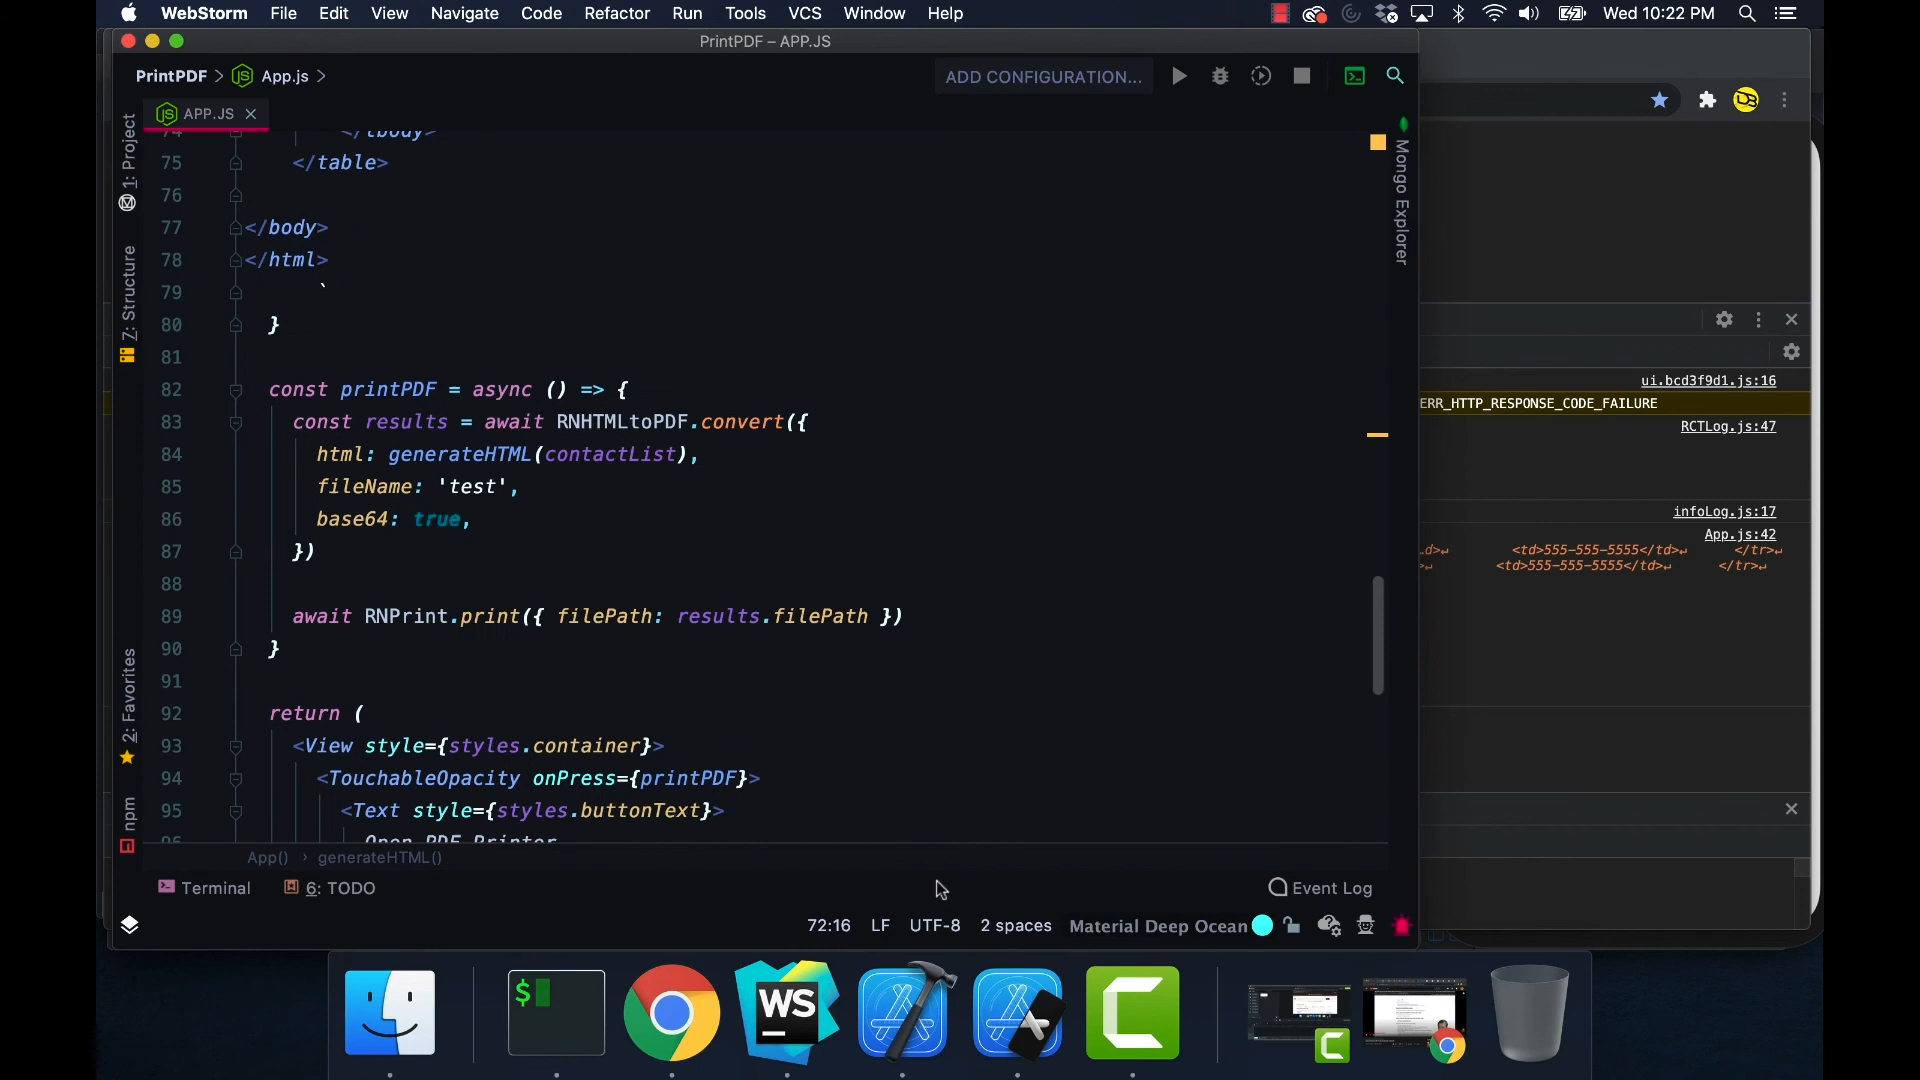 WebStorm File Edit View Navigate Code Refactor Run Tools VCS Window Help Wed 10:22 PM
PrintPDF – APP.JS
PrintPDF App.js ADD CONFIGURATION...
APP.JS
1: Project
7: Structure
2: Favorites
npm
Mongo Explorer
74 </tbody>
75 </table>
76
77 </body>
78 </html>
79 `
80 }
81
82 const printPDF = async () => {
83 const results = await RNHTMLtoPDF.convert({
84 html: generateHTML(contactList),
85 fileName: 'test',
86 base64: true,
87 })
88
89 await RNPrint.print({ filePath: results.filePath })
90 }
91
92 return (
93 <View style={styles.container}>
94 <TouchableOpacity onPress={printPDF}>
95 <Text style={styles.buttonText}>
96 Open PDF Printer
App() › generateHTML()
Terminal 6: TODO Event Log
72:16 LF UTF-8 2 spaces Material Deep Ocean
ui.bcd3f9d1.js:16
ERR_HTTP_RESPONSE_CODE_FAILURE
RCTLog.js:47
infoLog.js:17
App.js:42
<td>555-555-5555</td>↵ </tr>↵
<td>555-555-5555</td>↵ </tr>↵
$
WS